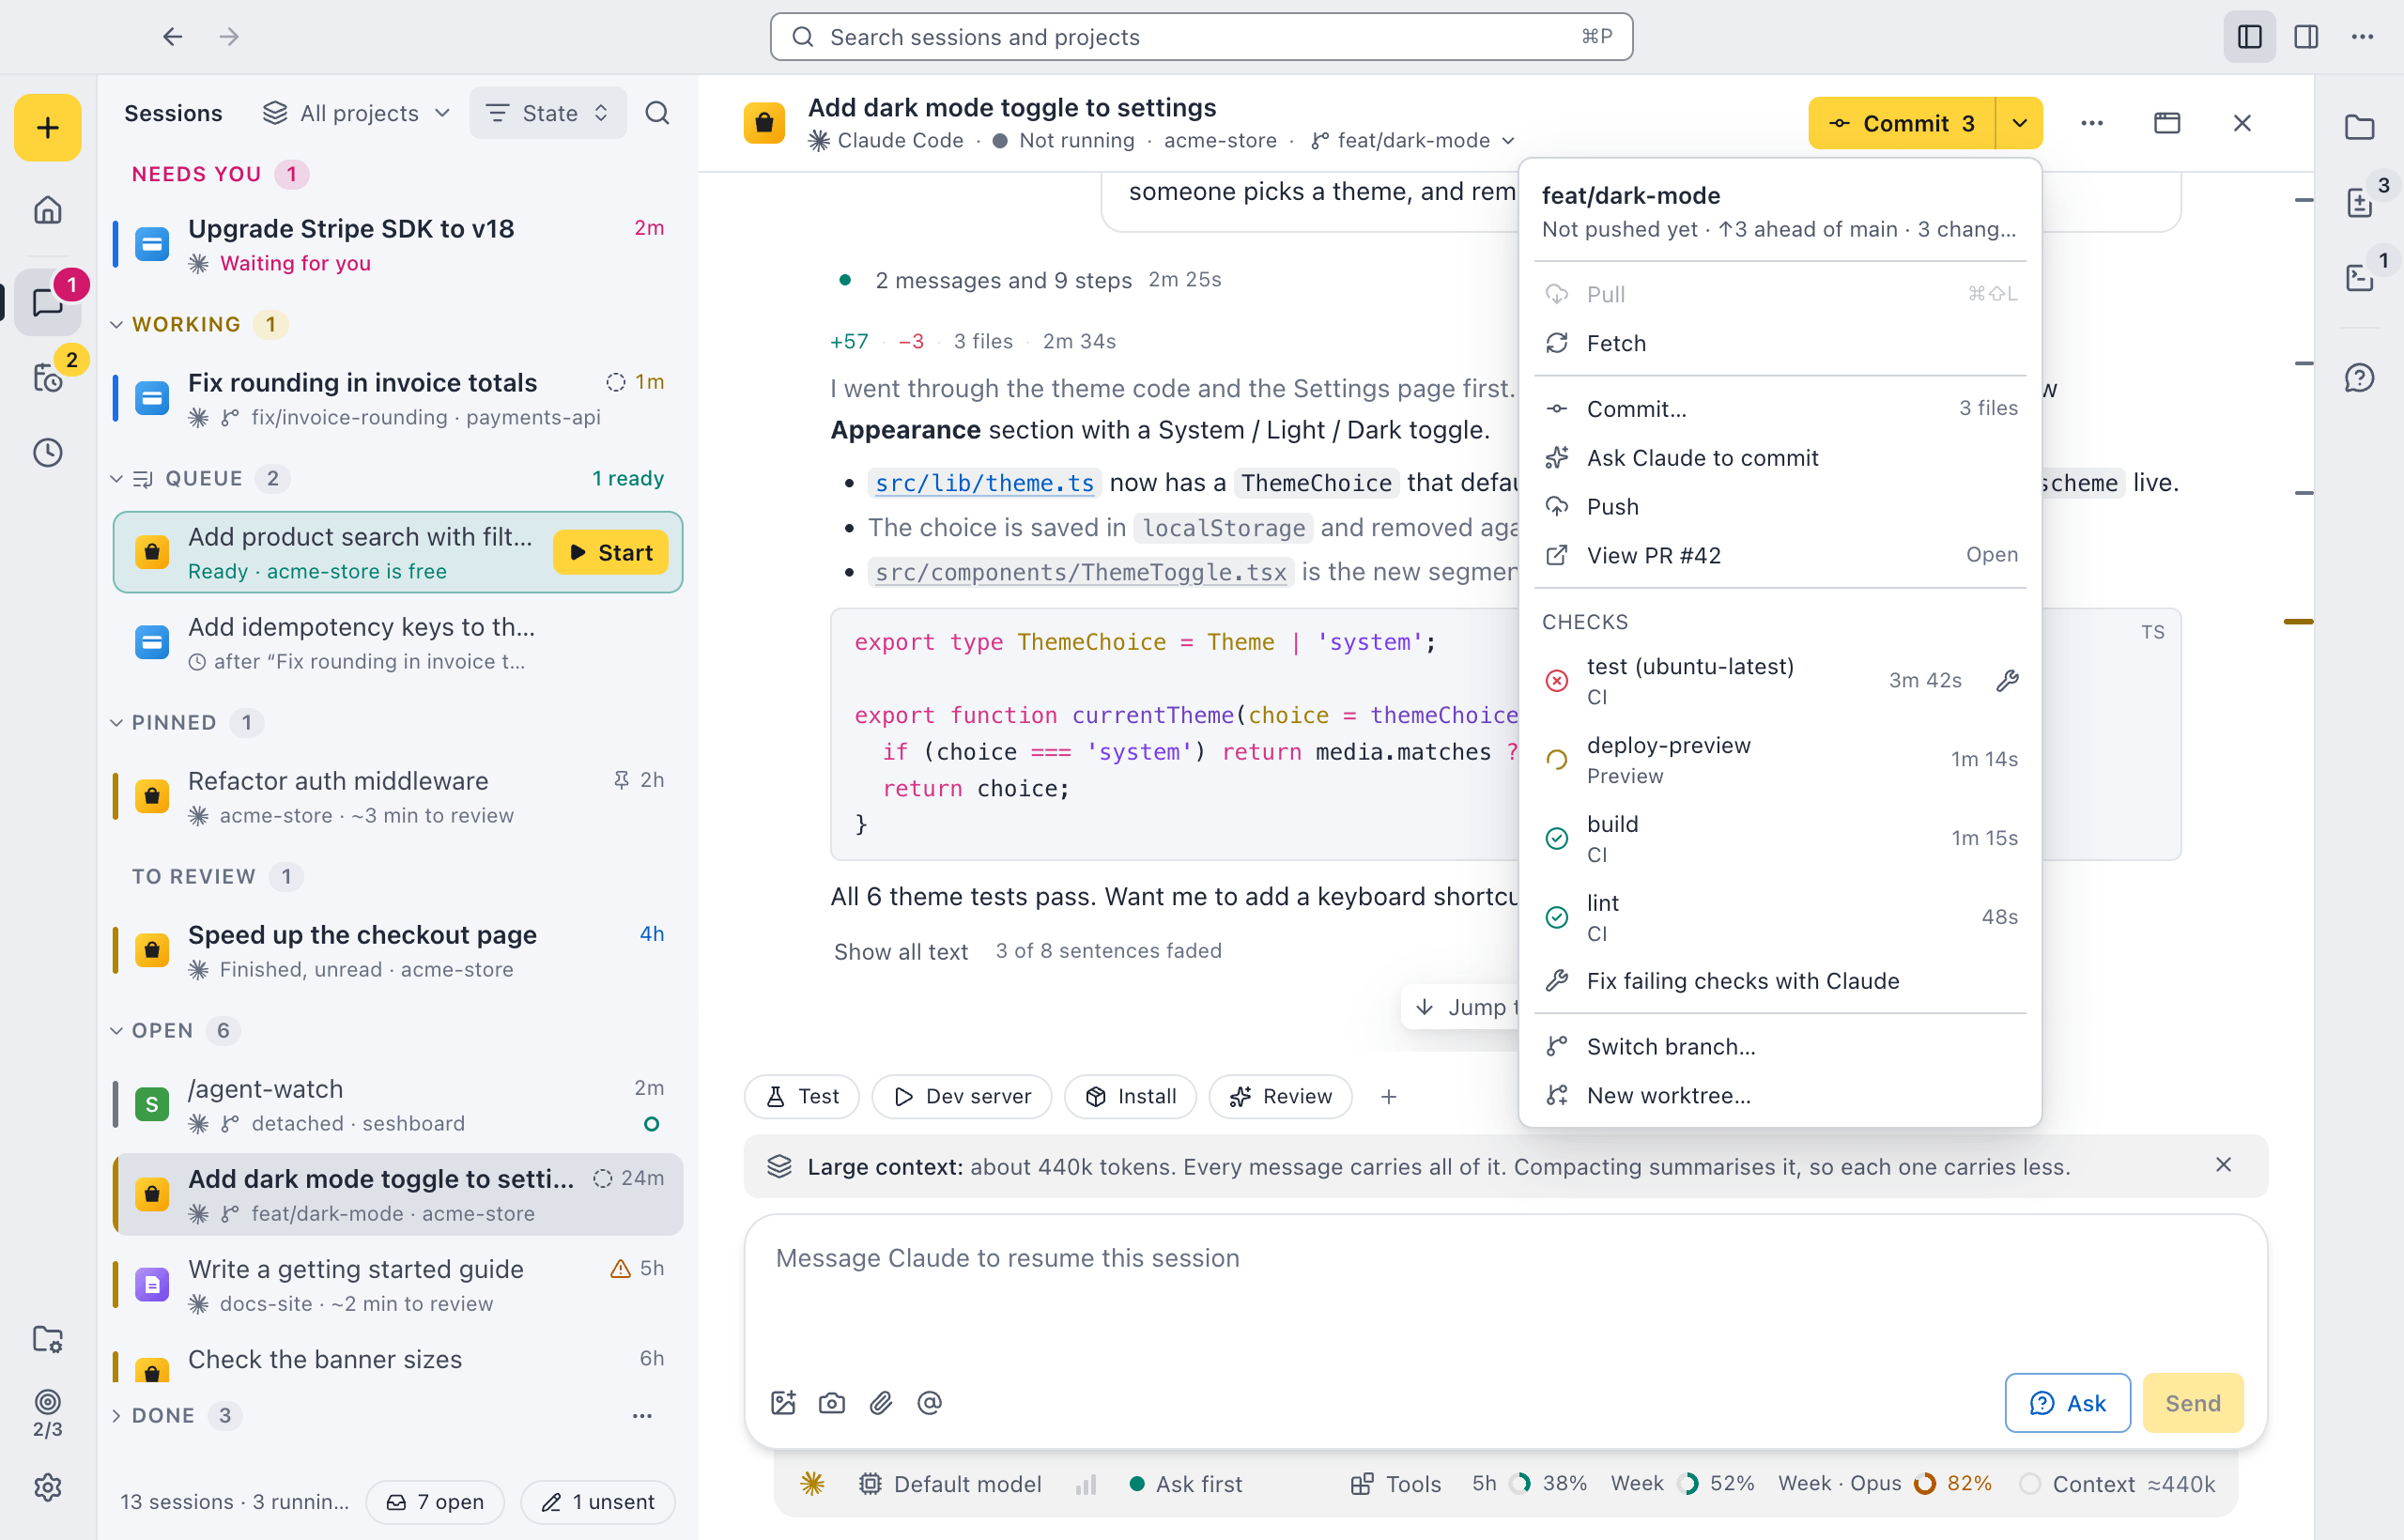 Search sessions and projects
⌘P
Sessions
All projects
State
NEEDS YOU 1
Upgrade Stripe SDK to v18
2m
Waiting for you
1
WORKING 1
2
Fix rounding in invoice totals
1m
fix/invoice-rounding · payments-api
QUEUE 2
1 ready
Add product search with filt...
Ready · acme-store is free
Start
Add idempotency keys to th...
after “Fix rounding in invoice t...
PINNED 1
Refactor auth middleware
2h
acme-store · ~3 min to review
TO REVIEW 1
Speed up the checkout page
4h
Finished, unread · acme-store
OPEN 6
/agent-watch
2m
S
detached · seshboard
Add dark mode toggle to setti...
24m
feat/dark-mode · acme-store
Write a getting started guide
5h
docs-site · ~2 min to review
Check the banner sizes
6h
DONE 3
2/3
13 sessions · 3 runnin...
7 open
1 unsent
Add dark mode toggle to settings
Claude Code · Not running · acme-store · feat/dark-mode
Commit 3
someone picks a theme, and rem
2 messages and 9 steps 2m 25s
+57 · −3 · 3 files · 2m 34s
I went through the theme code and the Settings page first.
w
Appearance section with a System / Light / Dark toggle.
src/lib/theme.ts now has a ThemeChoice that defau
scheme live.
The choice is saved in localStorage and removed aga
src/components/ThemeToggle.tsx is the new segmen
TS
export type ThemeChoice = Theme | 'system';
export function currentTheme(choice = themeChoice
if (choice === 'system') return media.matches ?
return choice;
}
All 6 theme tests pass. Want me to add a keyboard shortcu
Show all text
3 of 8 sentences faded
Jump t
feat/dark-mode
Not pushed yet · ↑3 ahead of main · 3 chang...
Pull
⌘⇧L
Fetch
Commit...
3 files
Ask Claude to commit
Push
View PR #42
Open
CHECKS
test (ubuntu-latest)
CI
3m 42s
deploy-preview
Preview
1m 14s
build
CI
1m 15s
lint
CI
48s
Fix failing checks with Claude
Switch branch...
New worktree...
Test
Dev server
Install
Review
Large context: about 440k tokens. Every message carries all of it. Compacting summarises it, so each one carries less.
Message Claude to resume this session
Ask
Send
Default model
Ask first
Tools
5h 38%
Week 52%
Week · Opus 82%
Context ≈440k
3
1